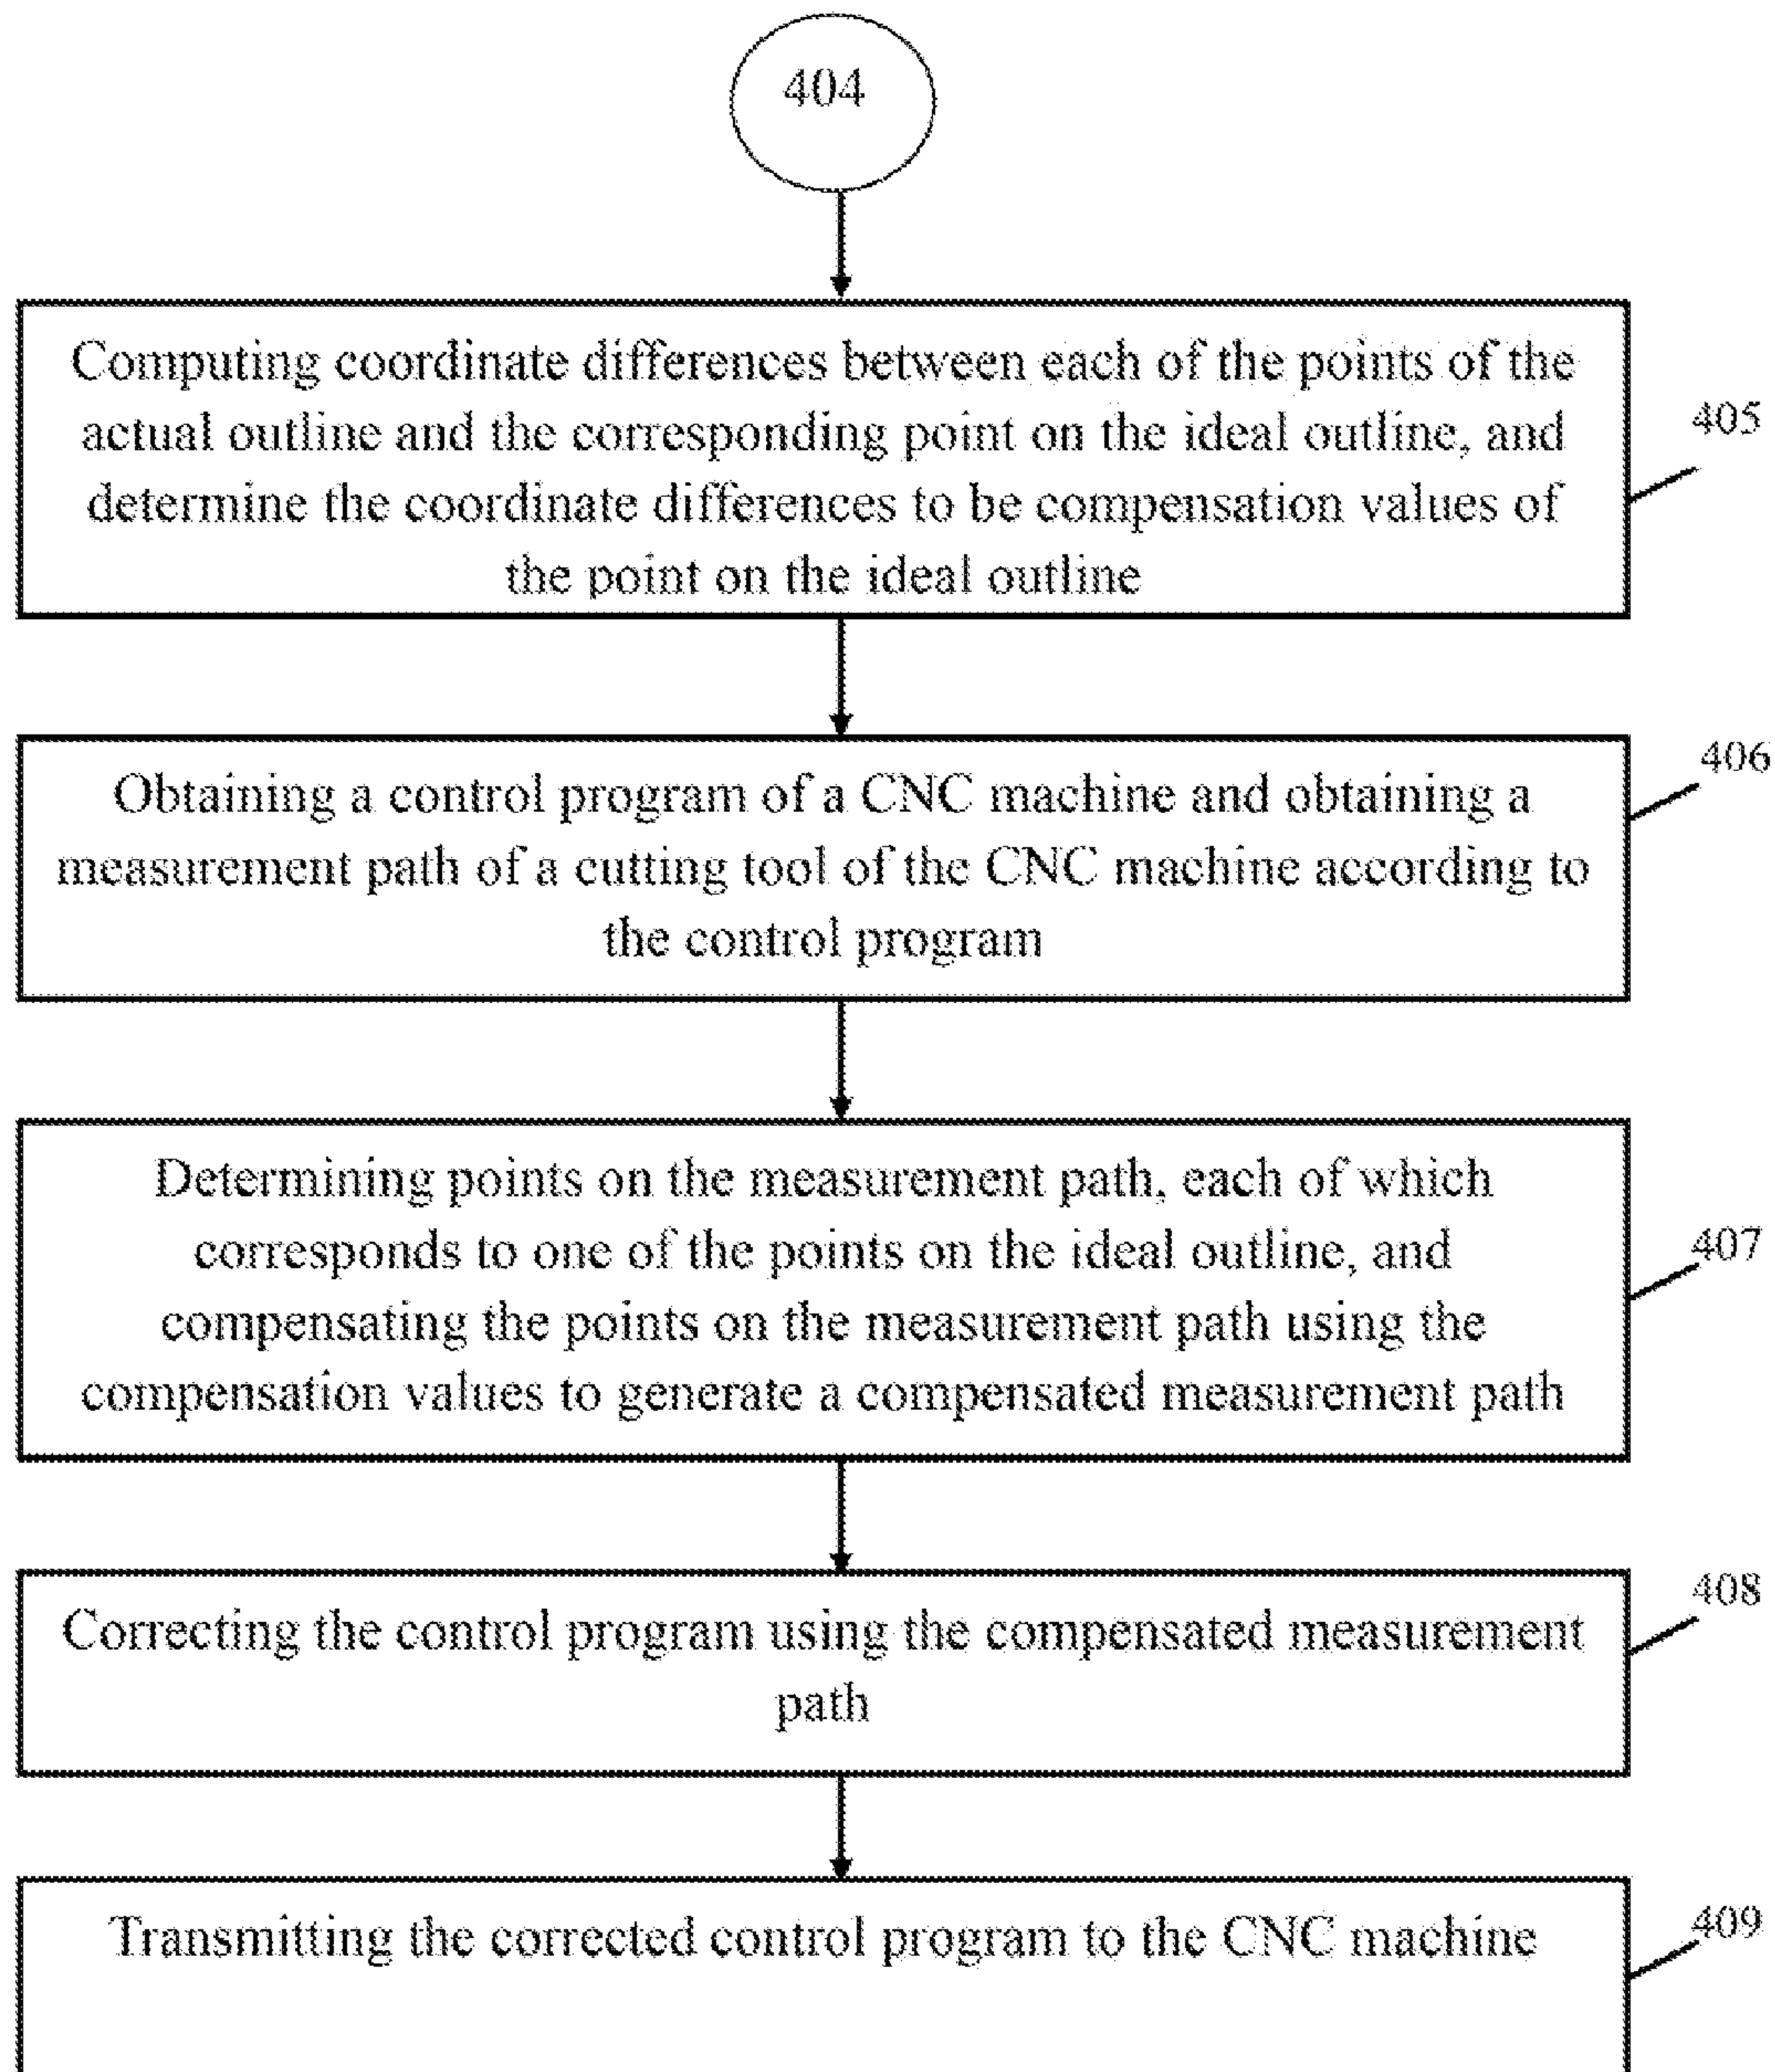 404
Computing coordinate differences between each of the points of the
actual outline and the corresponding point on the ideal outline, and
determine the coordinate differences to be compensation values of
the point on the ideal outline
405
Obtaining a control program of a CNC machine and obtaining a
measurement path of a cutting tool of the CNC machine according to
the control program
406
Determining points on the measurement path, each of which
corresponds to one of the points on the ideal outline, and
compensating the points on the measurement path using the
compensation values to generate a compensated measurement path
407
Correcting the control program using the compensated measurement
path
408
Transmitting the corrected control program to the CNC machine
409